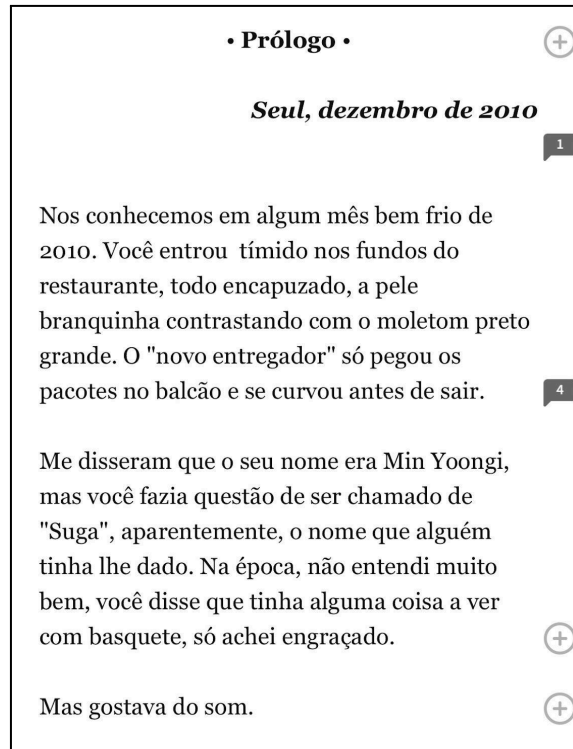 • Prólogo •
Seul, dezembro de 2010
1
Nos conhecemos em algum mês bem frio de
2010. Você entrou  tímido nos fundos do
restaurante, todo encapuzado, a pele
branquinha contrastando com o moletom preto
grande. O "novo entregador" só pegou os
pacotes no balcão e se curvou antes de sair.
4
Me disseram que o seu nome era Min Yoongi,
mas você fazia questão de ser chamado de
"Suga", aparentemente, o nome que alguém
tinha lhe dado. Na época, não entendi muito
bem, você disse que tinha alguma coisa a ver
com basquete, só achei engraçado.
Mas gostava do som.